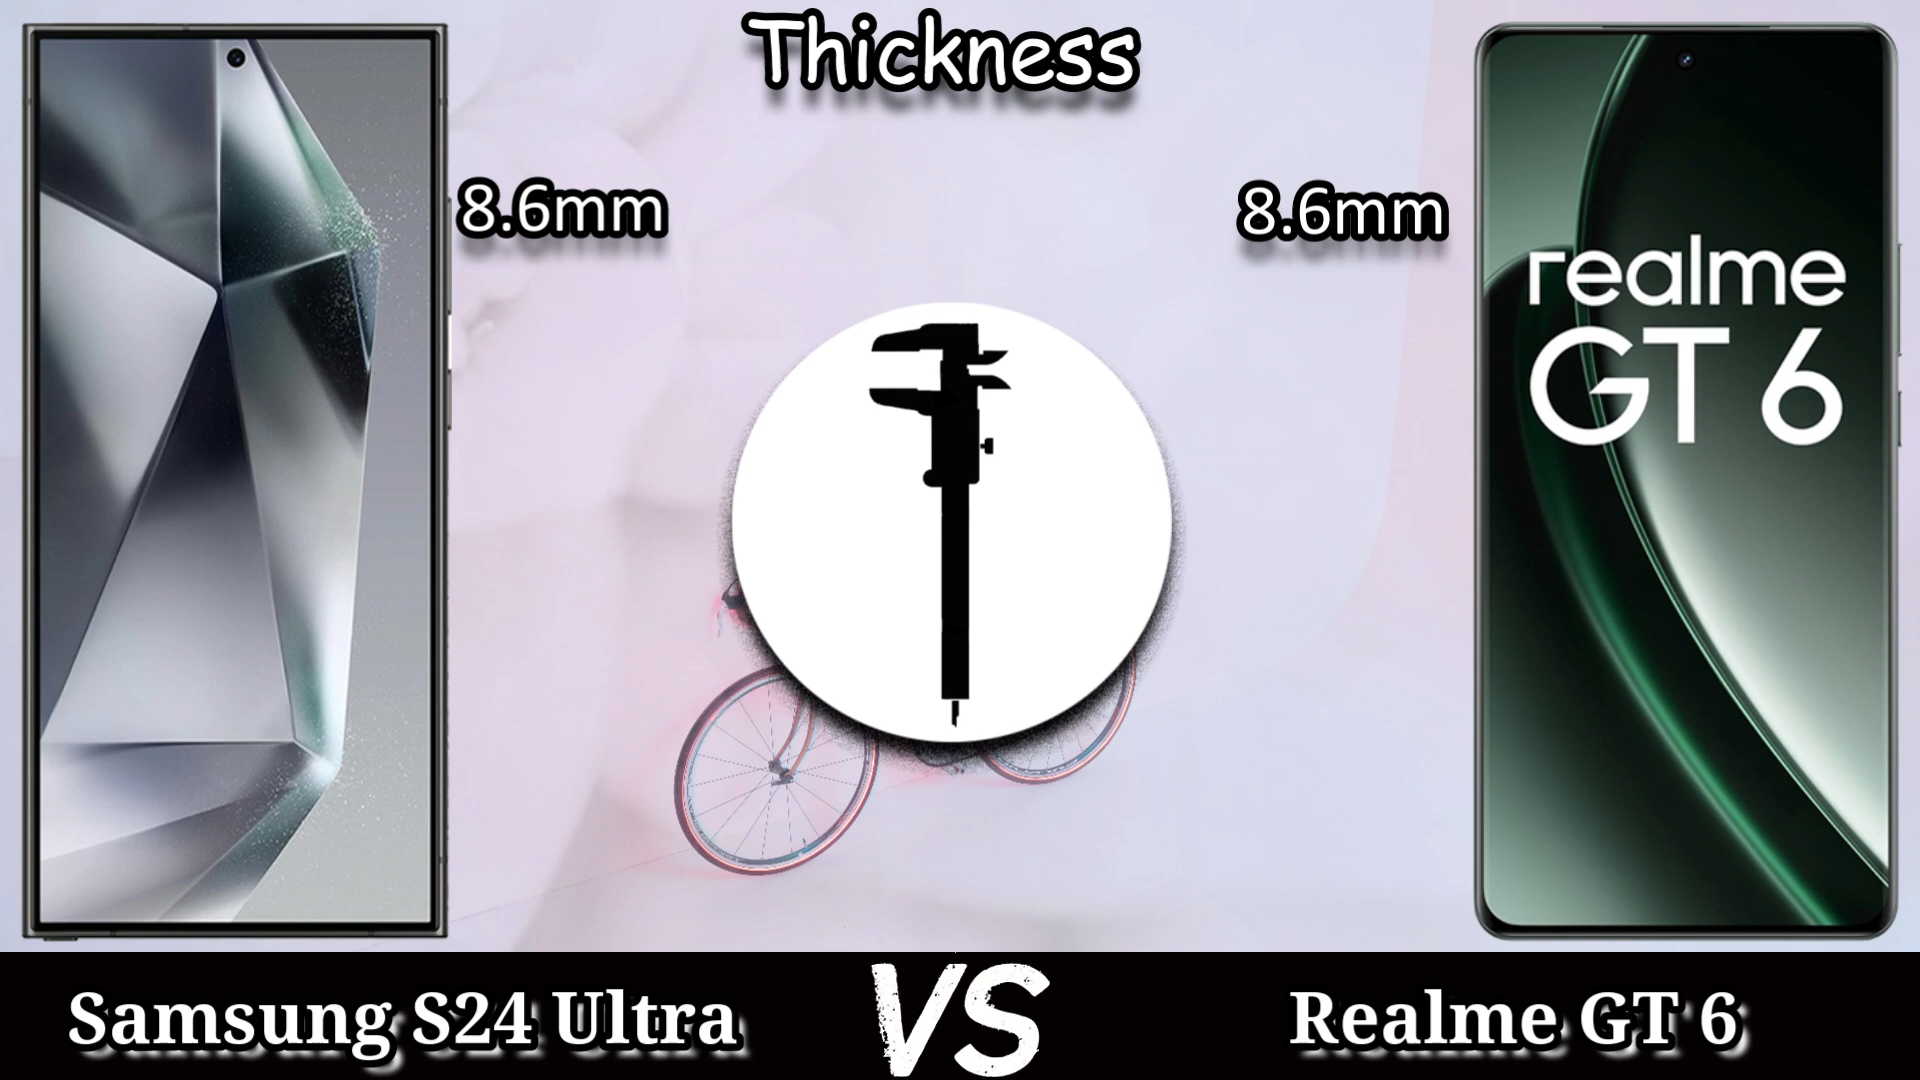 Thickness
8.6mm
8.6mm
realme
GT 6
Samsung S24 Ultra
VS
Realme GT 6